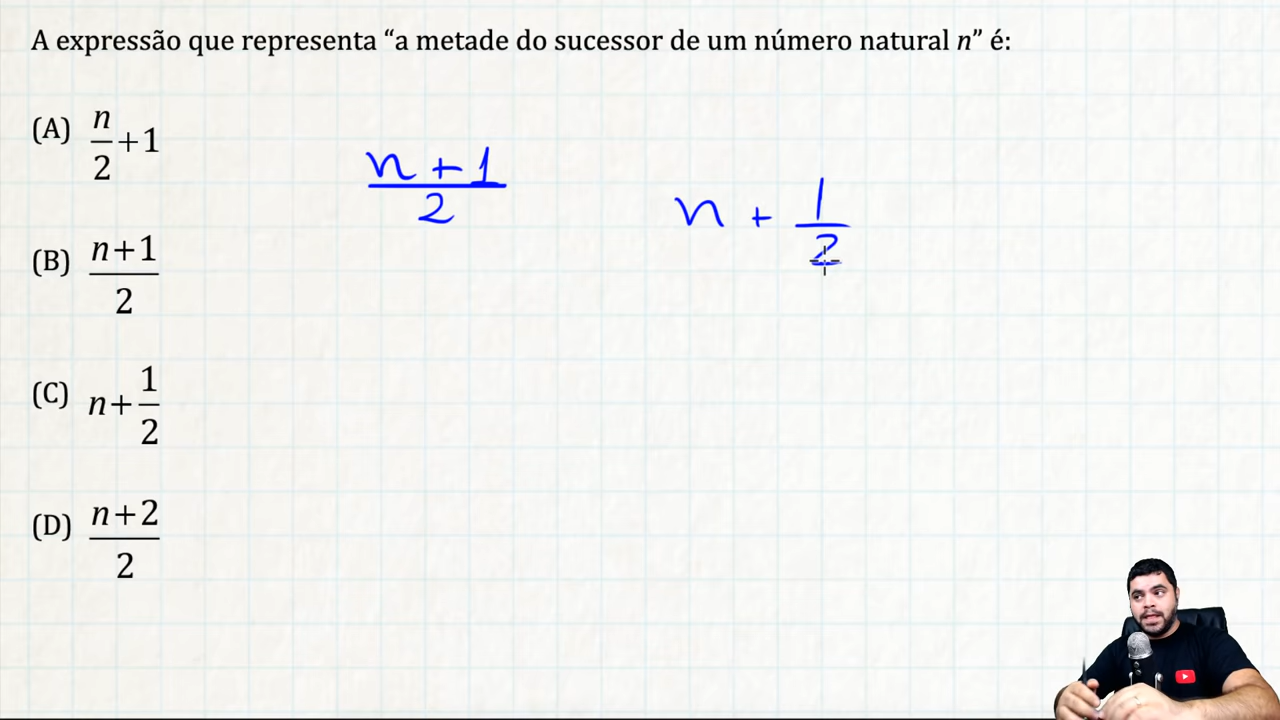 A expressão que representa “a metade do sucessor de um número natural n” é:
(A) n/2 + 1
(B) (n+1)/2
(C) n + 1/2
(D) (n+2)/2
n + 1
2
n + 1/2